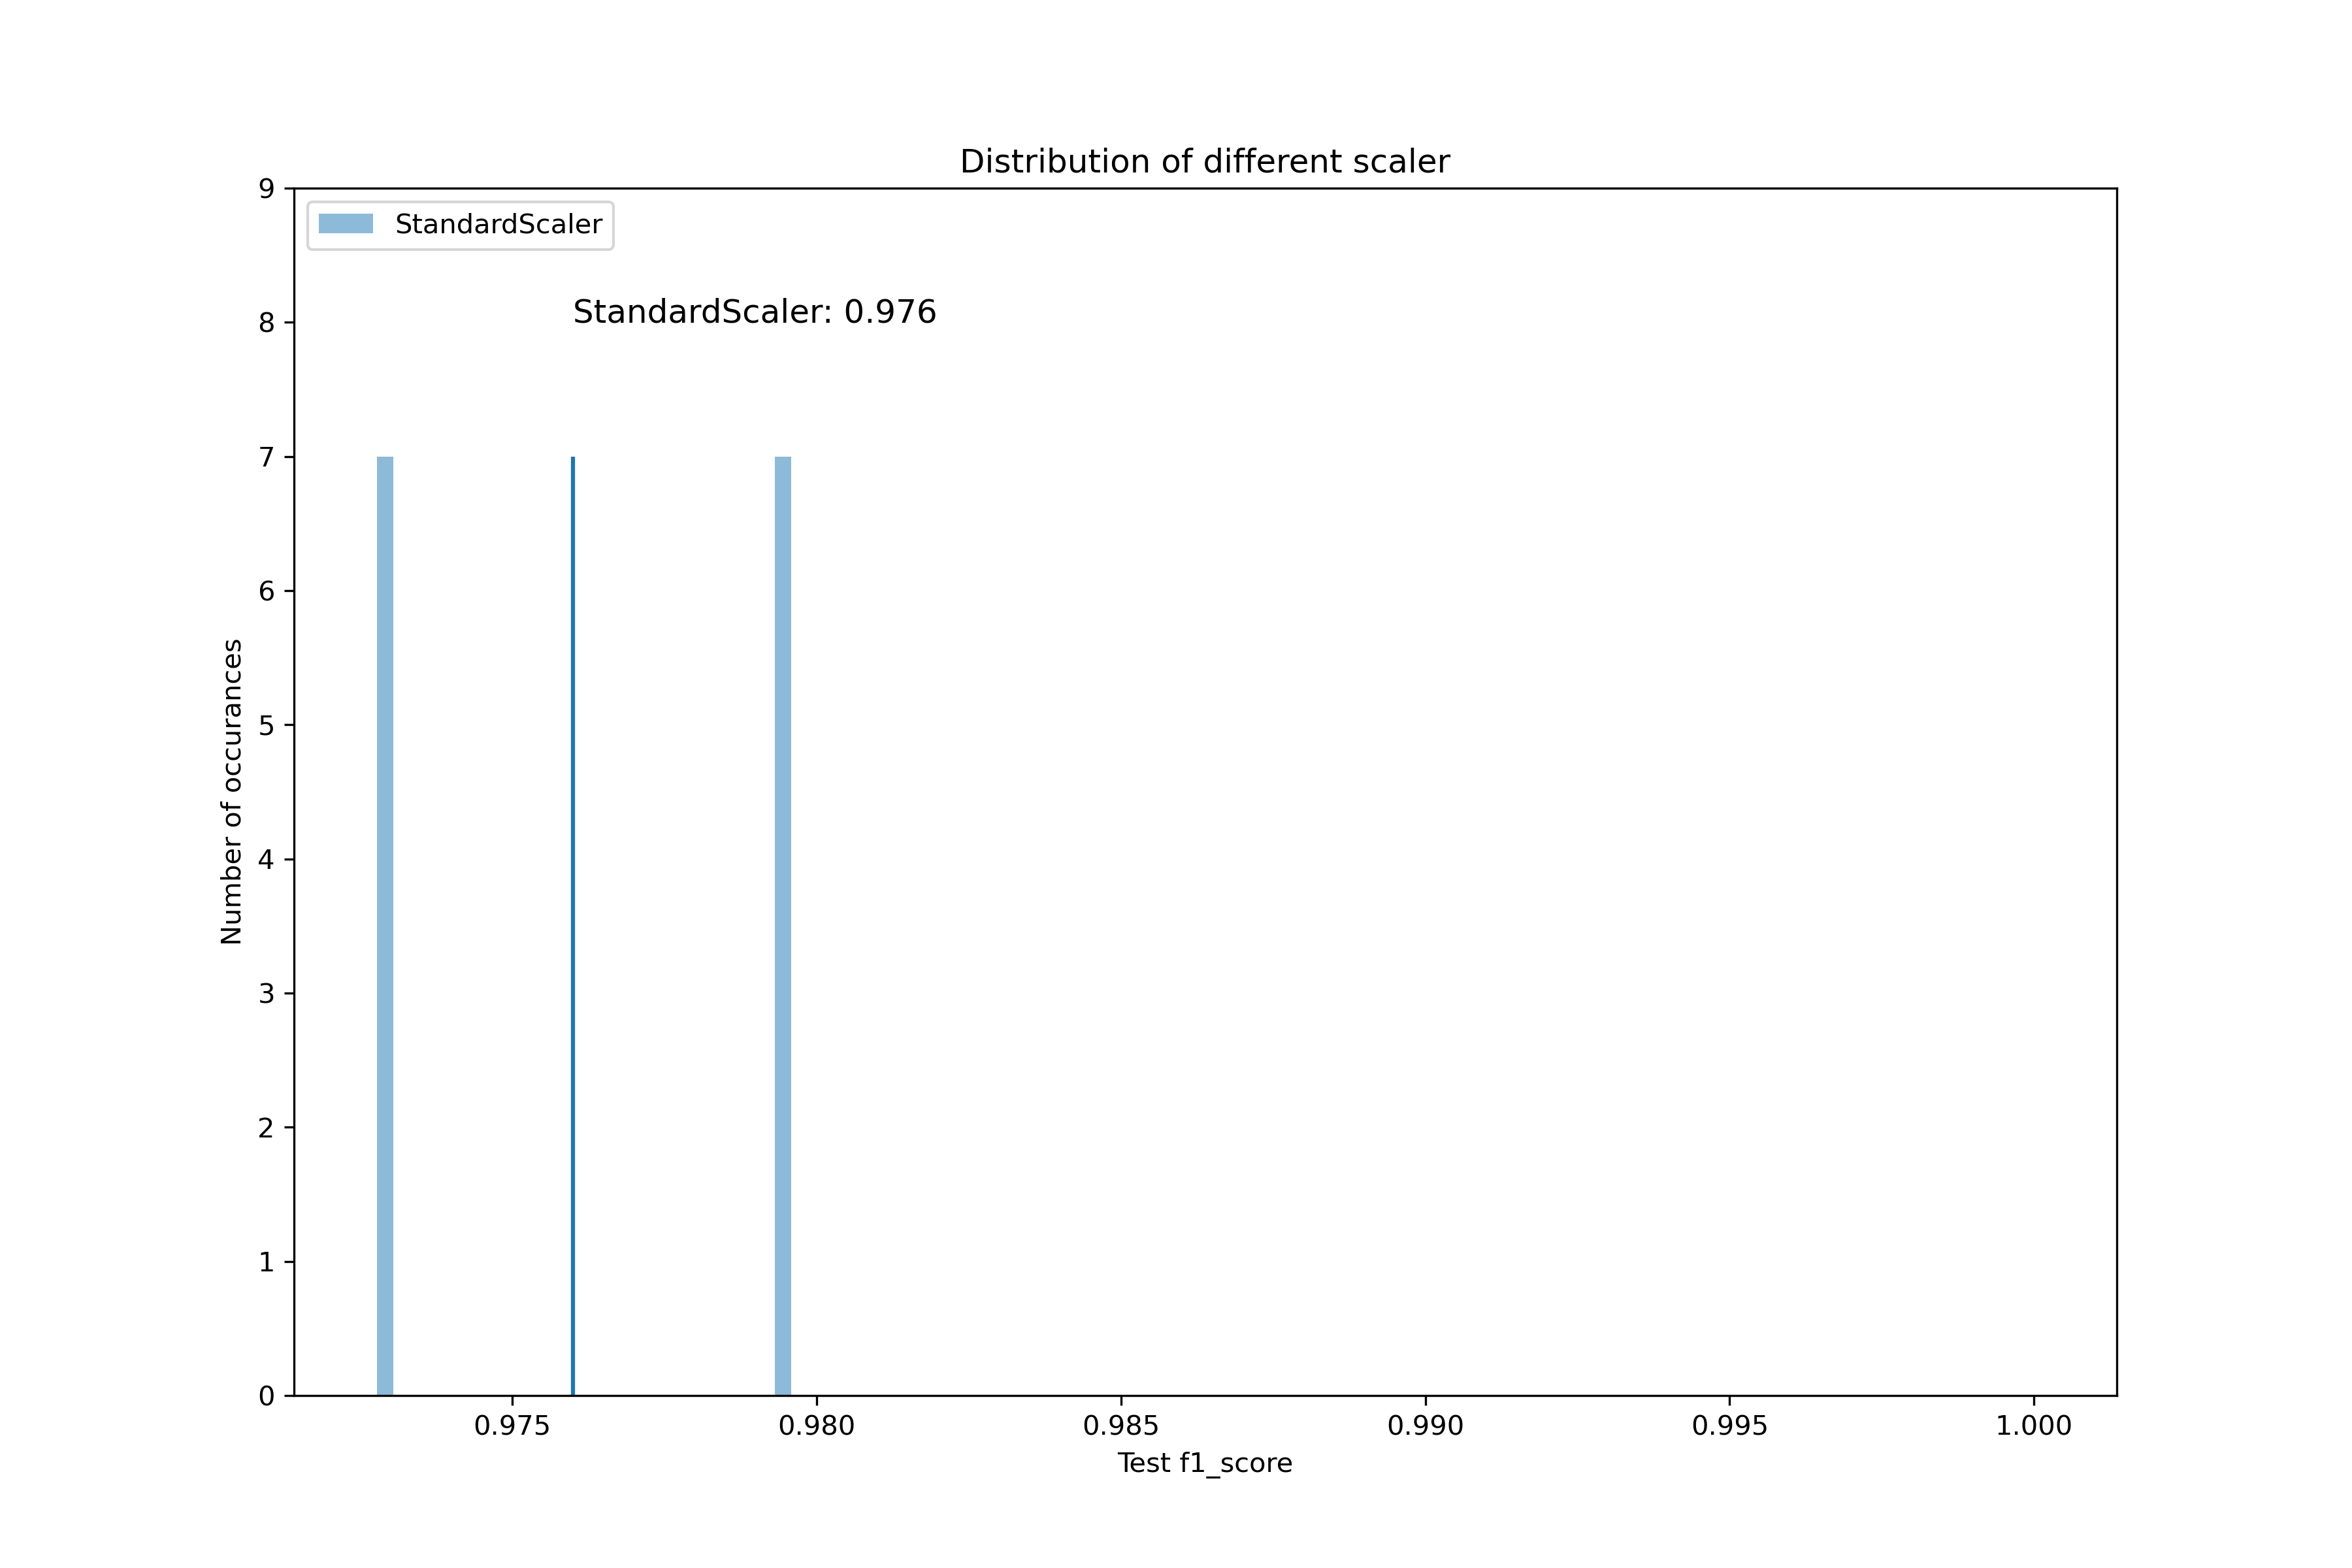 Distribution of different scaler
StandardScaler
StandardScaler: 0.976
9
8
7
6
5
4
3
2
1
0
Number of occurances
0.975 0.980 0.985 0.990 0.995 1.000
Test f1_score